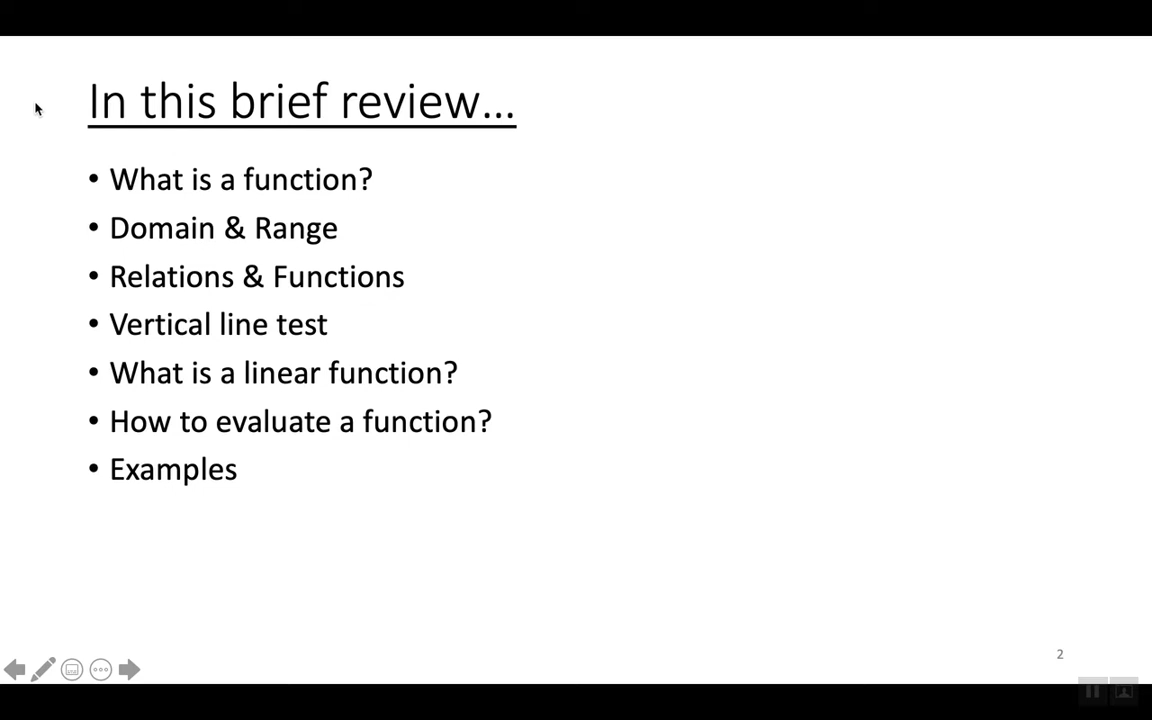 In this brief review...
• What is a function?
• Domain & Range
• Relations & Functions
• Vertical line test
• What is a linear function?
• How to evaluate a function?
• Examples
2